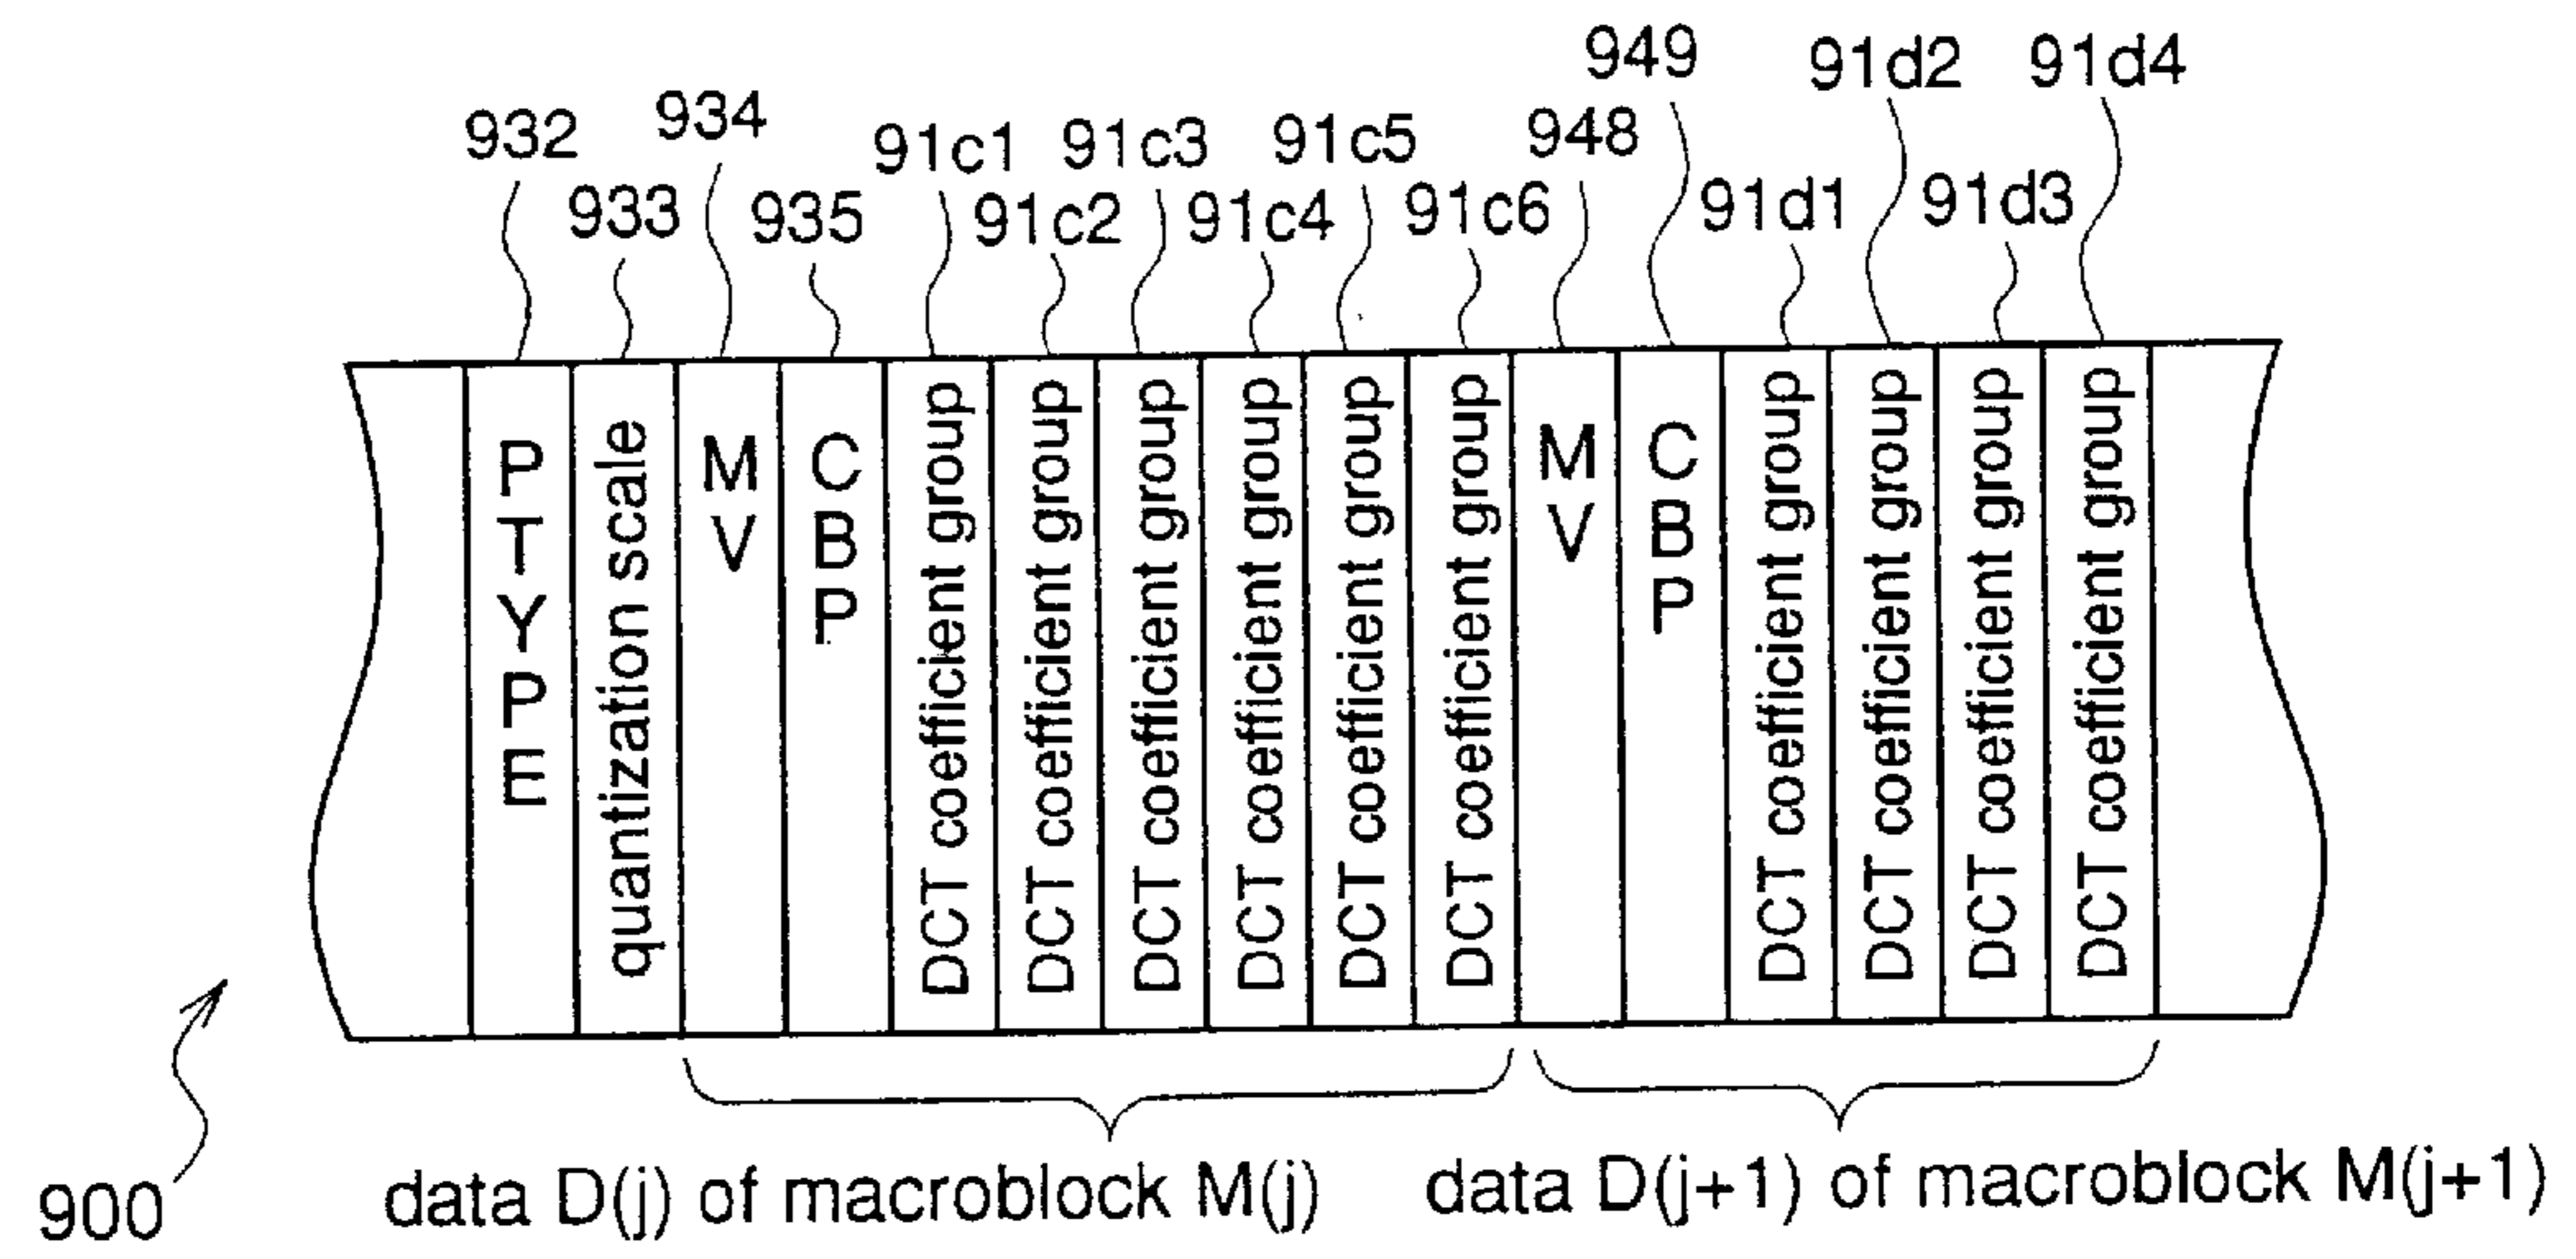 932
933
934
935
91c1
91c2
91c3
91c4
91c5
91c6
948
949
91d1
91d2
91d3
91d4
PTYPE
quantization scale
MV
CBP
DCT coefficient group
DCT coefficient group
DCT coefficient group
DCT coefficient group
DCT coefficient group
DCT coefficient group
MV
CBP
DCT coefficient group
DCT coefficient group
DCT coefficient group
DCT coefficient group
900
data D(j) of macroblock M(j)
data D(j+1) of macroblock M(j+1)